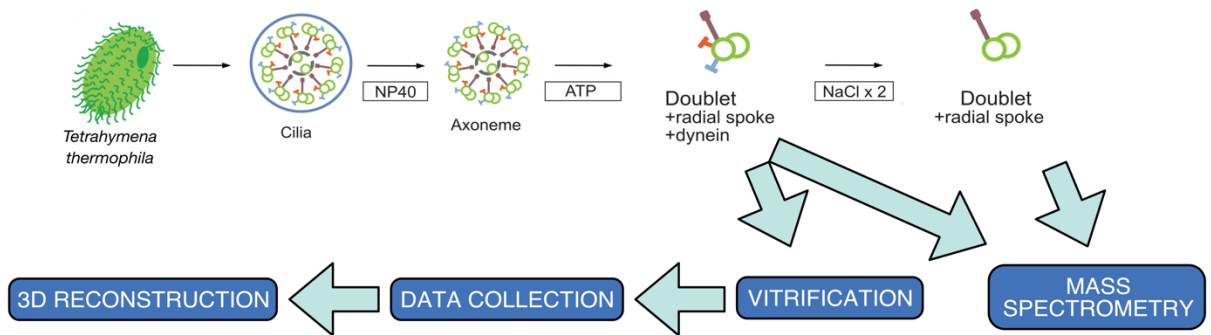 Tetrahymena
thermophila
Cilia
NP40
Axoneme
ATP
Doublet
+radial spoke
+dynein
NaCl x 2
Doublet
+radial spoke
3D RECONSTRUCTION
DATA COLLECTION
VITRIFICATION
MASS
SPECTROMETRY